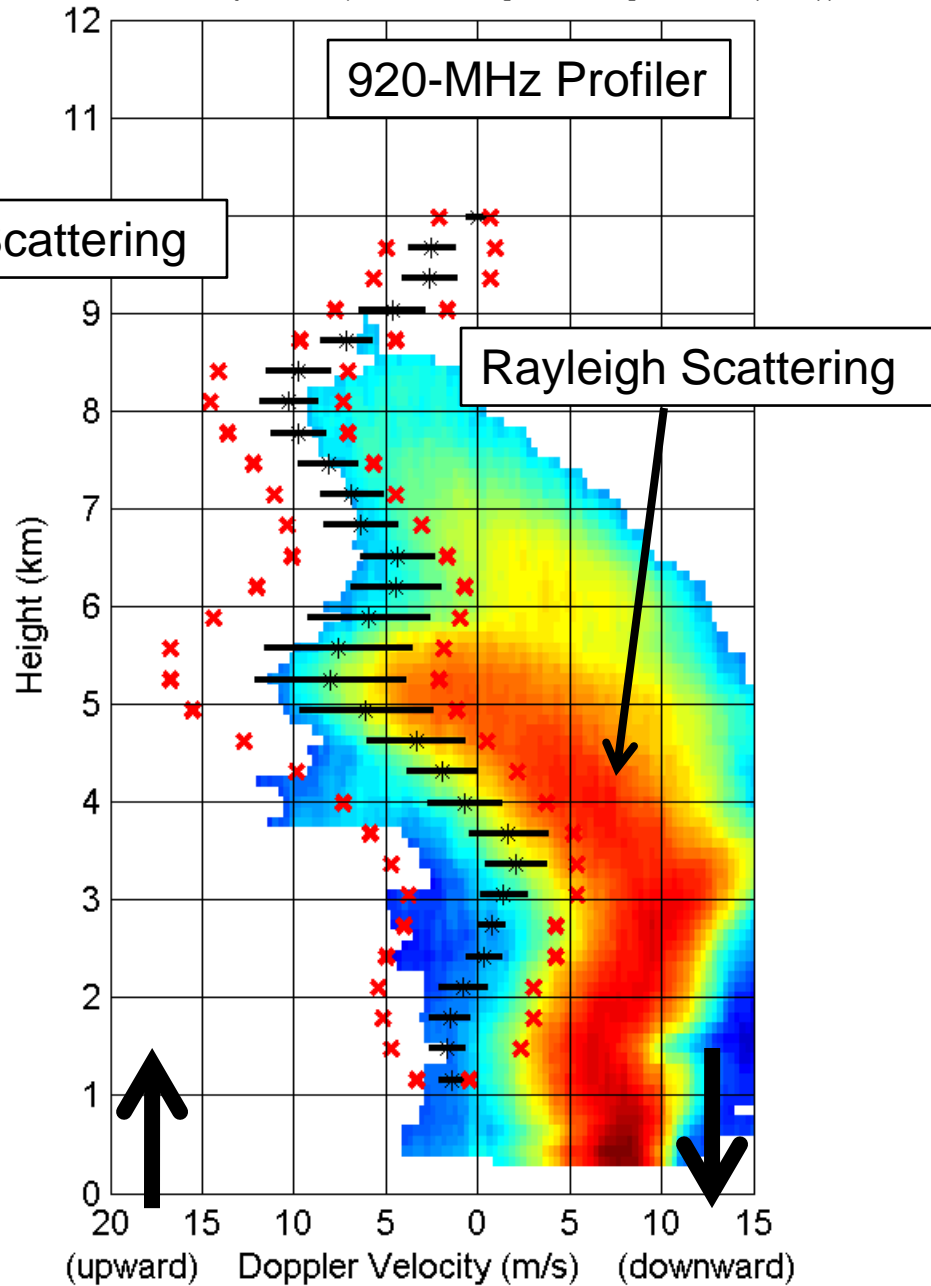 12
920-MHz Profiler
11
cattering
9
Rayleigh Scattering
8
7
Height (km)
6
5
4
3
2
1
0
20 15 10 5 0 5 10 15
(upward) Doppler Velocity (m/s) (downward)